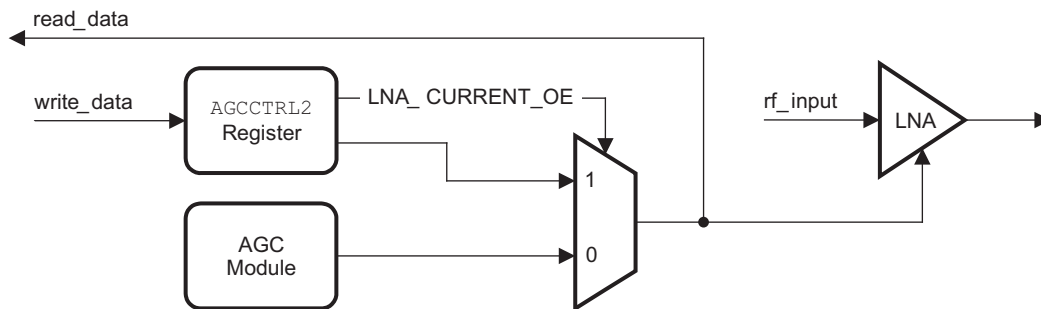 read_data
write_data
AGCCTRL2
Register
LNA_ CURRENT_OE
rf_input
LNA
1
AGC
Module
0